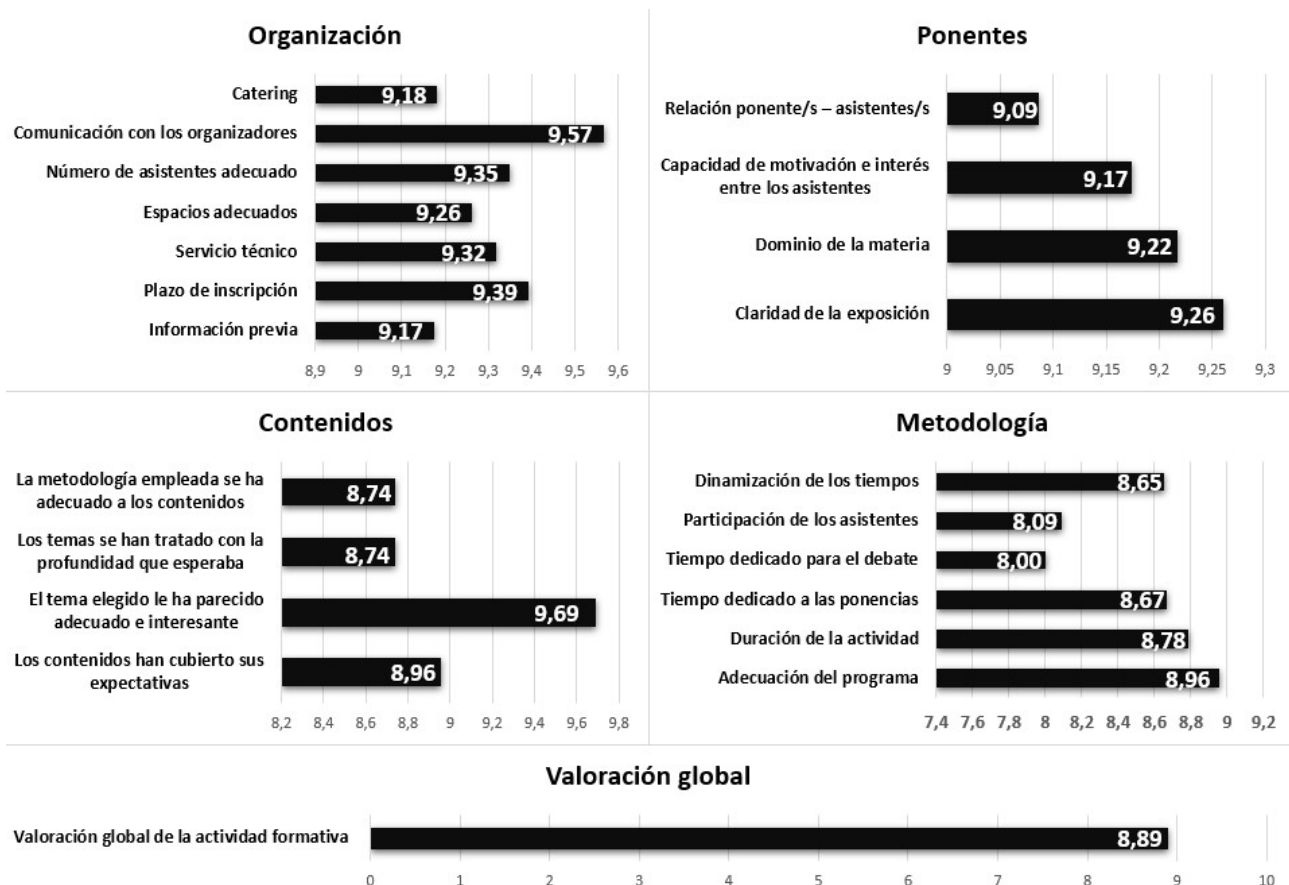 Organización
Catering
9,18
Comunicación con los organizadores
9,57
Número de asistentes adecuado
9,35
Espacios adecuados
9,26
Servicio técnico
9,32
Plazo de inscripción
9,39
Información previa
9,17
8,9 9 9,1 9,2 9,3 9,4 9,5 9,6
Ponentes
Relación ponente/s – asistentes/s
9,09
Capacidad de motivación e interés
entre los asistentes
9,17
Dominio de la materia
9,22
Claridad de la exposición
9,26
9 9,05 9,1 9,15 9,2 9,25 9,3
Contenidos
La metodología empleada se ha
adecuado a los contenidos
8,74
Los temas se han tratado con la
profundidad que esperaba
8,74
El tema elegido le ha parecido
adecuado e interesante
9,69
Los contenidos han cubierto sus
expectativas
8,96
8,2 8,4 8,6 8,8 9 9,2 9,4 9,6 9,8
Metodología
Dinamización de los tiempos
8,65
Participación de los asistentes
8,09
Tiempo dedicado para el debate
8,00
Tiempo dedicado a las ponencias
8,67
Duración de la actividad
8,78
Adecuación del programa
8,96
7,4 7,6 7,8 8 8,2 8,4 8,6 8,8 9 9,2
Valoración global
Valoración global de la actividad formativa
8,89
0 1 2 3 4 5 6 7 8 9 10